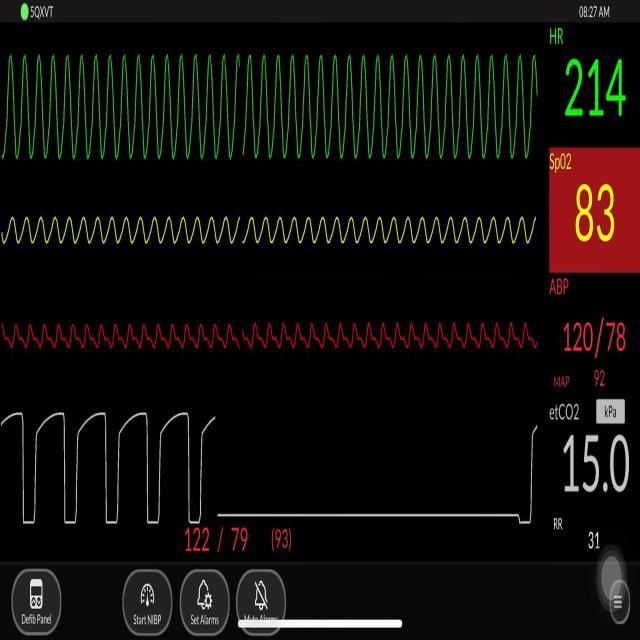 5QXVT
08:27 AM
HR
214
SpO2
83
ABP
120/78
MAP 92
etCO2 kPa
15.0
RR
31
122 / 79 (93)
Defib Panel
Start NIBP
Set Alarms
Mute Alarms